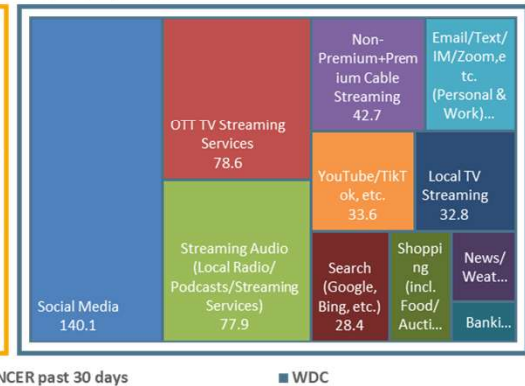 Social Media
140.1
OTT TV Streaming
Services
78.6
Streaming Audio
(Local Radio/
Podcasts/Streaming
Services)
77.9
Non-
Premium+Prem
ium Cable
Streaming
42.7
Email/Text/
IM/Zoom,e
tc.
(Personal &
Work)...
YouTube/TikT
ok, etc.
33.6
Local TV
Streaming
32.8
Search
(Google,
Bing, etc.)
28.4
Shoppi
ng
(incl.
Food/
Aucti...
News/
Weat...
Banki...
NCER past 30 days
WDC